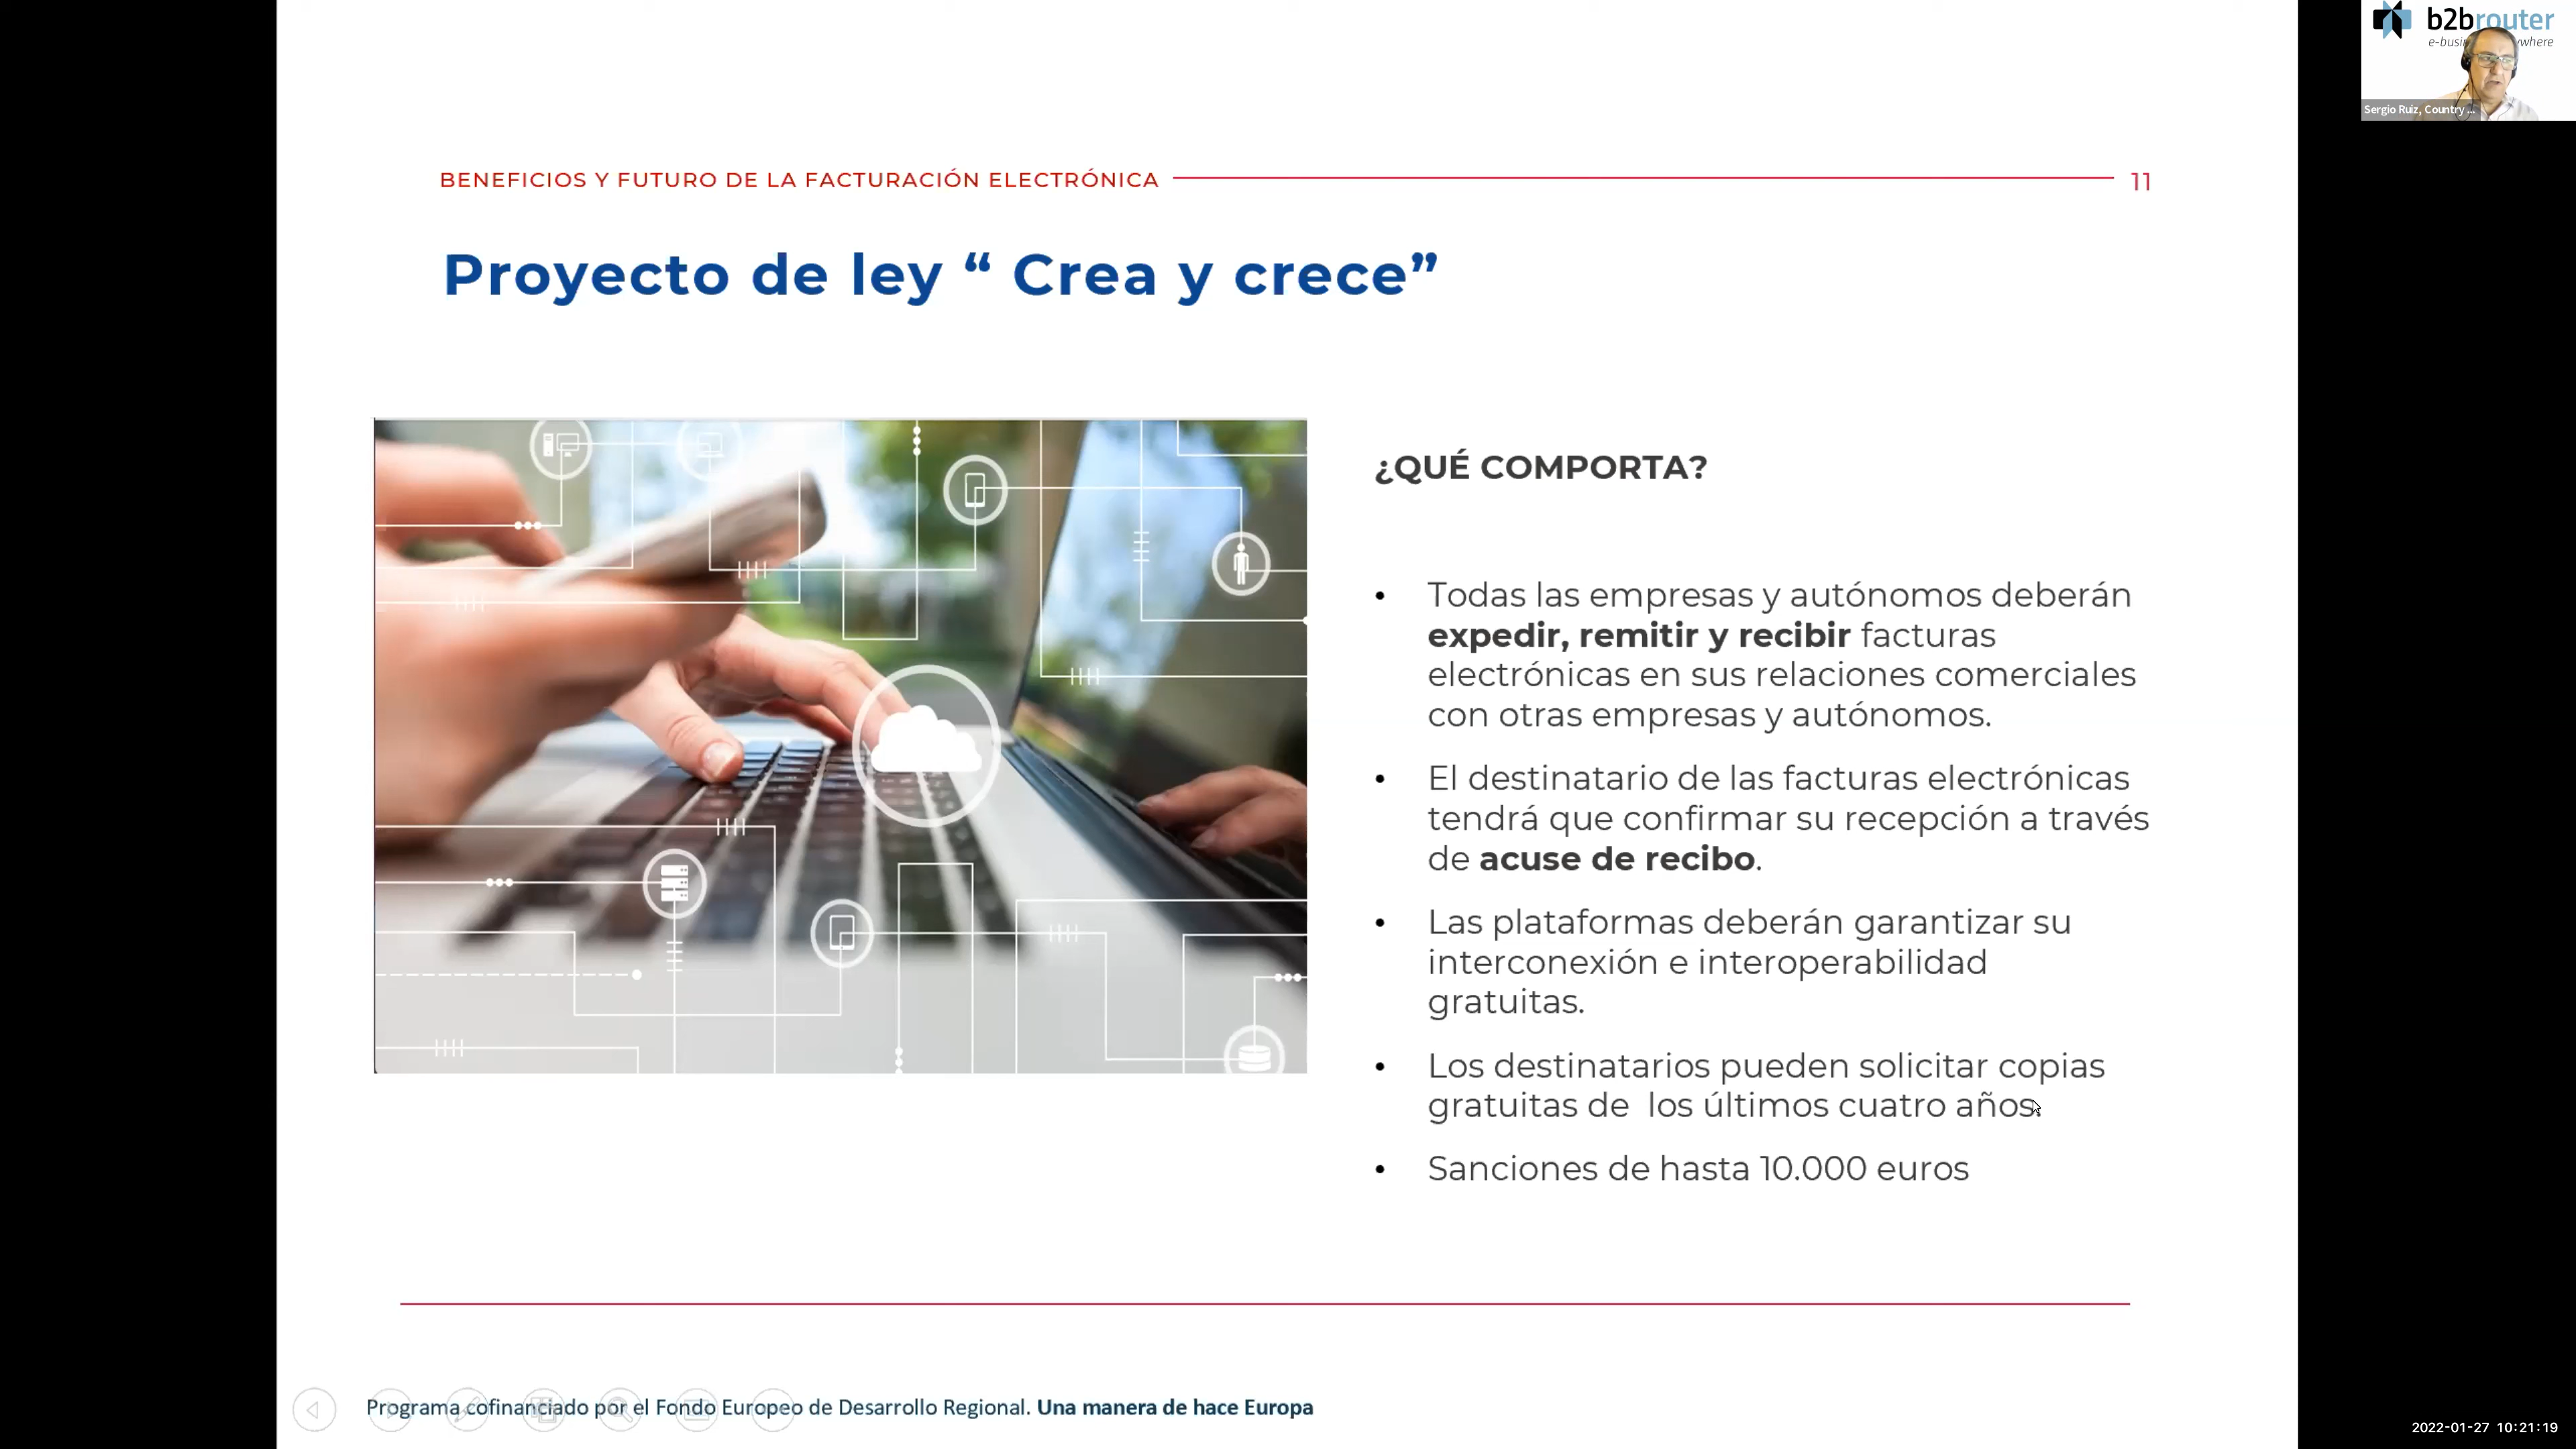 b2brouter
Sergio Ruiz, Country ...
BENEFICIOS Y FUTURO DE LA FACTURACIÓN ELECTRÓNICA
11
Proyecto de ley “ Crea y crece”
¿QUÉ COMPORTA?
• Todas las empresas y autónomos deberán
expedir, remitir y recibir facturas
electrónicas en sus relaciones comerciales
con otras empresas y autónomos.
• El destinatario de las facturas electrónicas
tendrá que confirmar su recepción a través
de acuse de recibo.
• Las plataformas deberán garantizar su
interconexión e interoperabilidad
gratuitas.
• Los destinatarios pueden solicitar copias
gratuitas de  los últimos cuatro años.
• Sanciones de hasta 10.000 euros
Programa cofinanciado por el Fondo Europeo de Desarrollo Regional. Una manera de hace Europa
2022-01-27 10:21:19